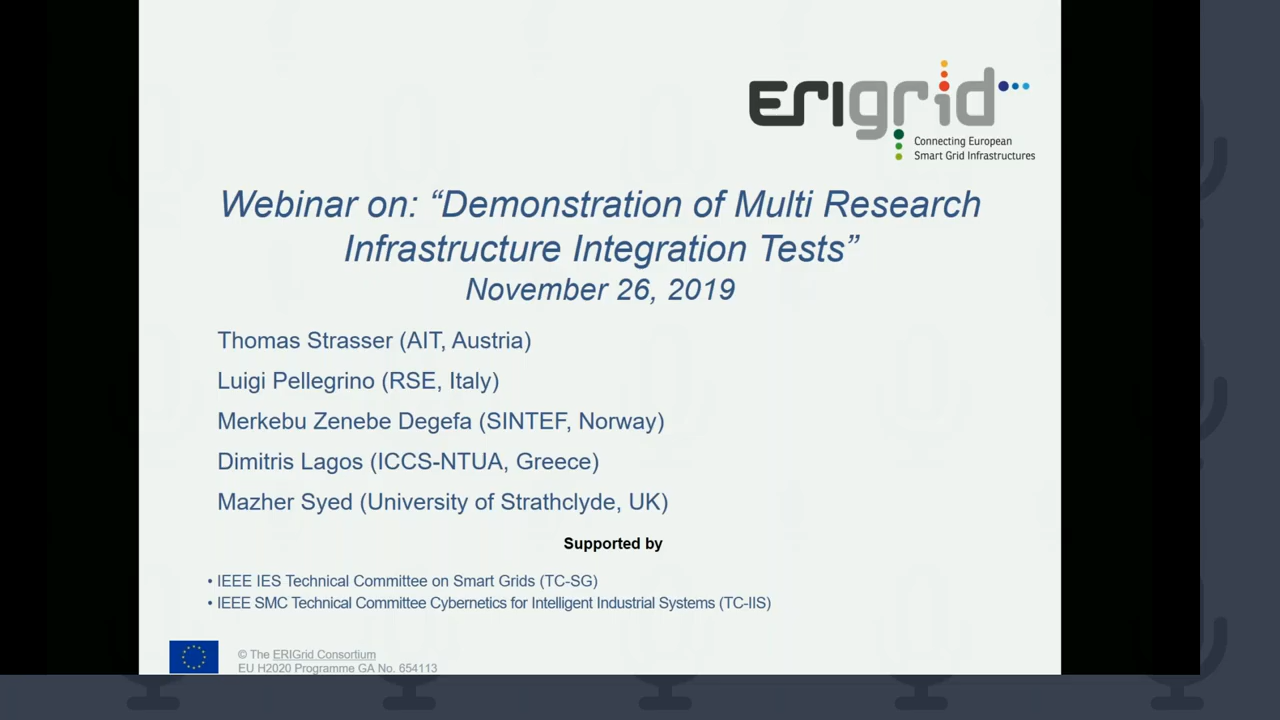 ERIgrid
Connecting European
Smart Grid Infrastructures
Webinar on: “Demonstration of Multi Research
Infrastructure Integration Tests”
November 26, 2019
Thomas Strasser (AIT, Austria)
Luigi Pellegrino (RSE, Italy)
Merkebu Zenebe Degefa (SINTEF, Norway)
Dimitris Lagos (ICCS-NTUA, Greece)
Mazher Syed (University of Strathclyde, UK)
Supported by
• IEEE IES Technical Committee on Smart Grids (TC-SG)
• IEEE SMC Technical Committee Cybernetics for Intelligent Industrial Systems (TC-IIS)
© The ERIGrid Consortium
EU H2020 Programme GA No. 654113